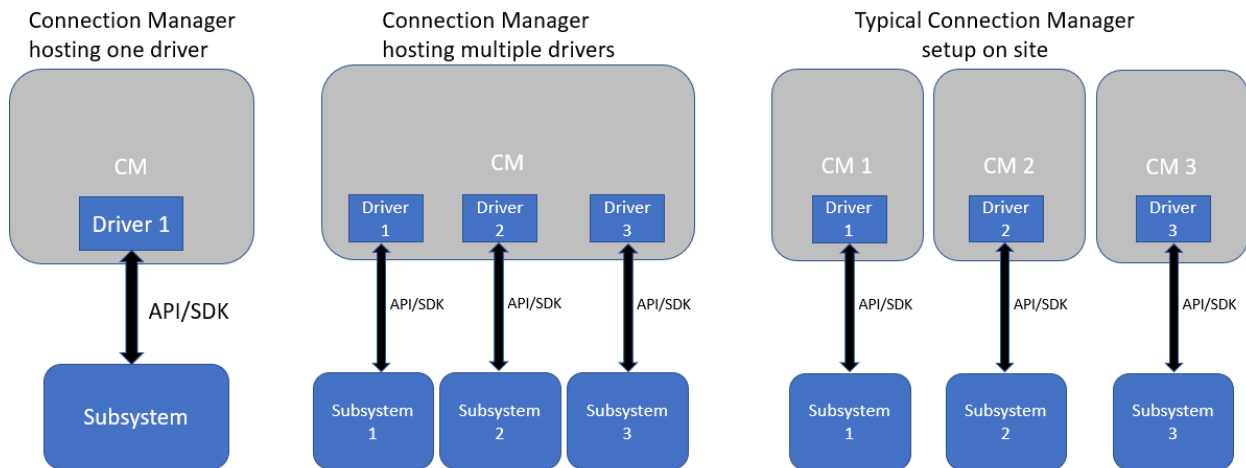 Connection Manager
hosting one driver
CM
Driver 1
API/SDK
Subsystem
Connection Manager
hosting multiple drivers
CM
Driver
1
Driver
2
Driver
3
API/SDK
API/SDK
API/SDK
Subsystem
1
Subsystem
2
Subsystem
3
Typical Connection Manager
setup on site
CM 1
Driver
1
API/SDK
Subsystem
1
CM 2
Driver
2
API/SDK
Subsystem
2
CM 3
Driver
3
API/SDK
Subsystem
3